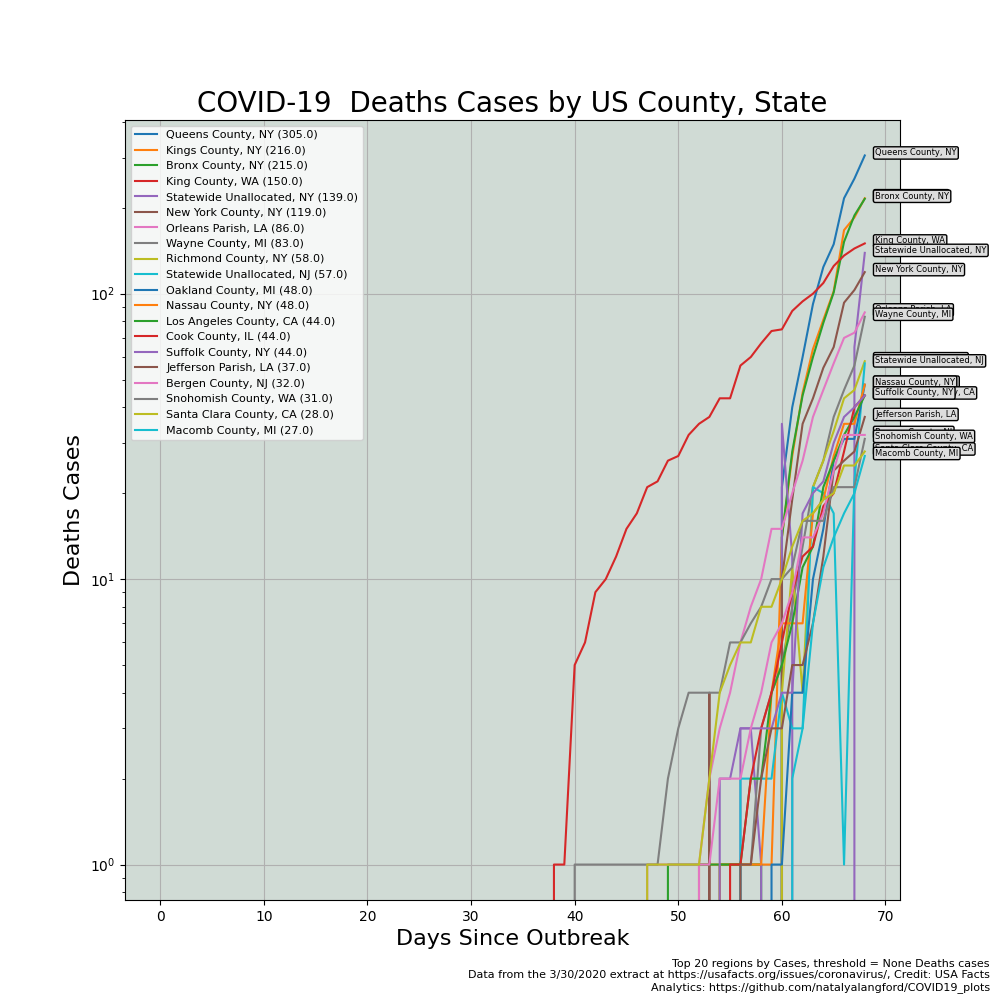 COVID-19  Deaths Cases by US County, State
Queens County, NY (305.0)
Kings County, NY (216.0)
Bronx County, NY (215.0)
King County, WA (150.0)
Statewide Unallocated, NY (139.0)
New York County, NY (119.0)
Orleans Parish, LA (86.0)
Wayne County, MI (83.0)
Richmond County, NY (58.0)
Statewide Unallocated, NJ (57.0)
Oakland County, MI (48.0)
Nassau County, NY (48.0)
Los Angeles County, CA (44.0)
Cook County, IL (44.0)
Suffolk County, NY (44.0)
Jefferson Parish, LA (37.0)
Bergen County, NJ (32.0)
Snohomish County, WA (31.0)
Santa Clara County, CA (28.0)
Macomb County, MI (27.0)
Queens County, NY
Bronx County, NY
King County, WA
Statewide Unallocated, NY
New York County, NY
Wayne County, MI
Statewide Unallocated, NJ
Nassau County, NY
Suffolk County, NY
, CA
Jefferson Parish, LA
Snohomish County, WA
Macomb County, MI
Deaths Cases
10²
10¹
10⁰
0 10 20 30 40 50 60 70
Days Since Outbreak
Top 20 regions by Cases, threshold = None Deaths cases
Data from the 3/30/2020 extract at https://usafacts.org/issues/coronavirus/, Credit: USA Facts
Analytics: https://github.com/natalyalangford/COVID19_plots